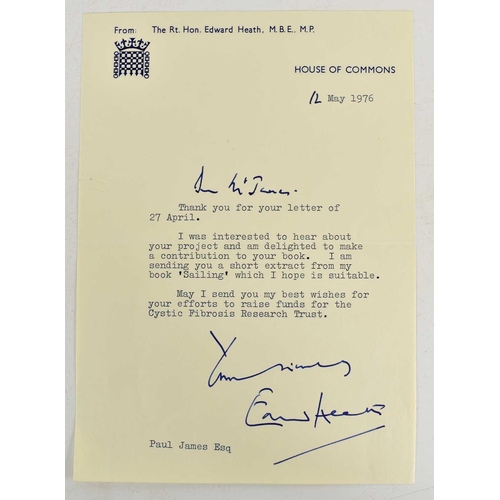 From: The Rt. Hon. Edward Heath, M.B.E., M.P.
HOUSE OF COMMONS
12 May 1976
Dear Mr James.
Thank you for your letter of
27 April.
I was interested to hear about
your project and am delighted to make
a contribution to your book. I am
sending you a short extract from my
book 'Sailing' which I hope is suitable.
May I send you my best wishes for
your efforts to raise funds for the
Cystic Fibrosis Research Trust.
Yours sincerely
Edward Heath
Paul James Esq